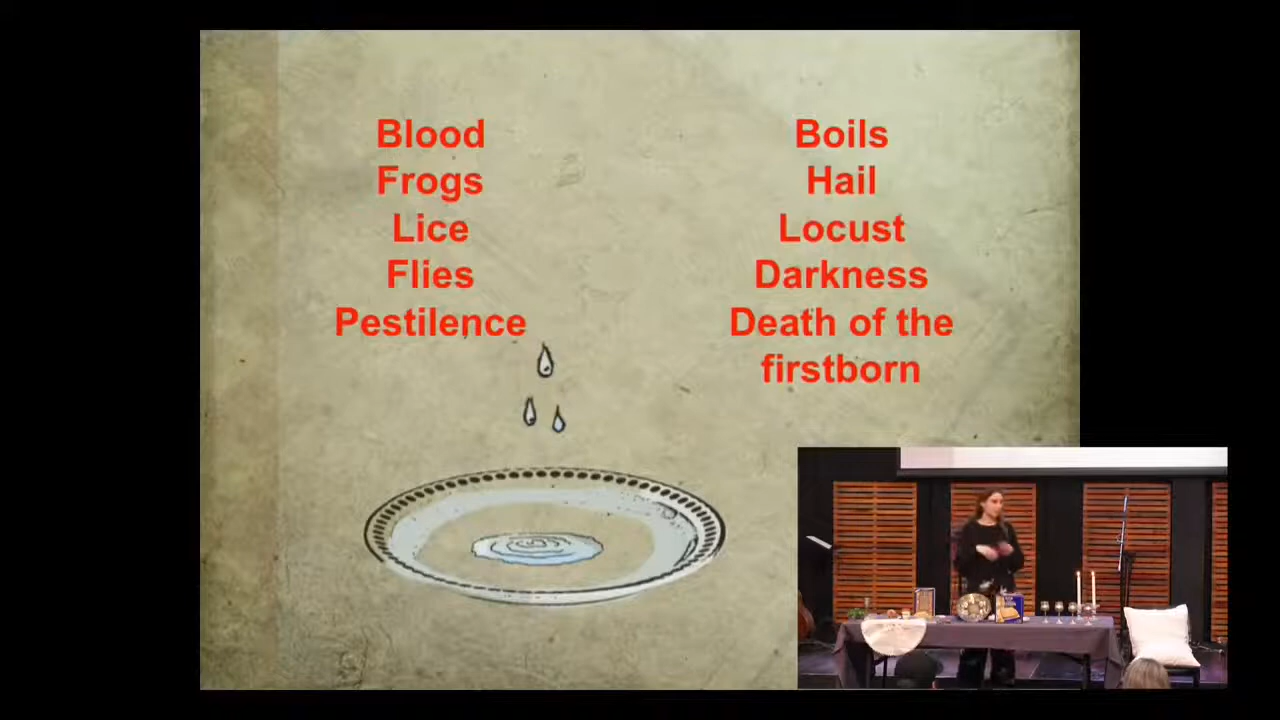 Blood
Frogs
Lice
Flies
Pestilence
Boils
Hail
Locust
Darkness
Death of the
firstborn